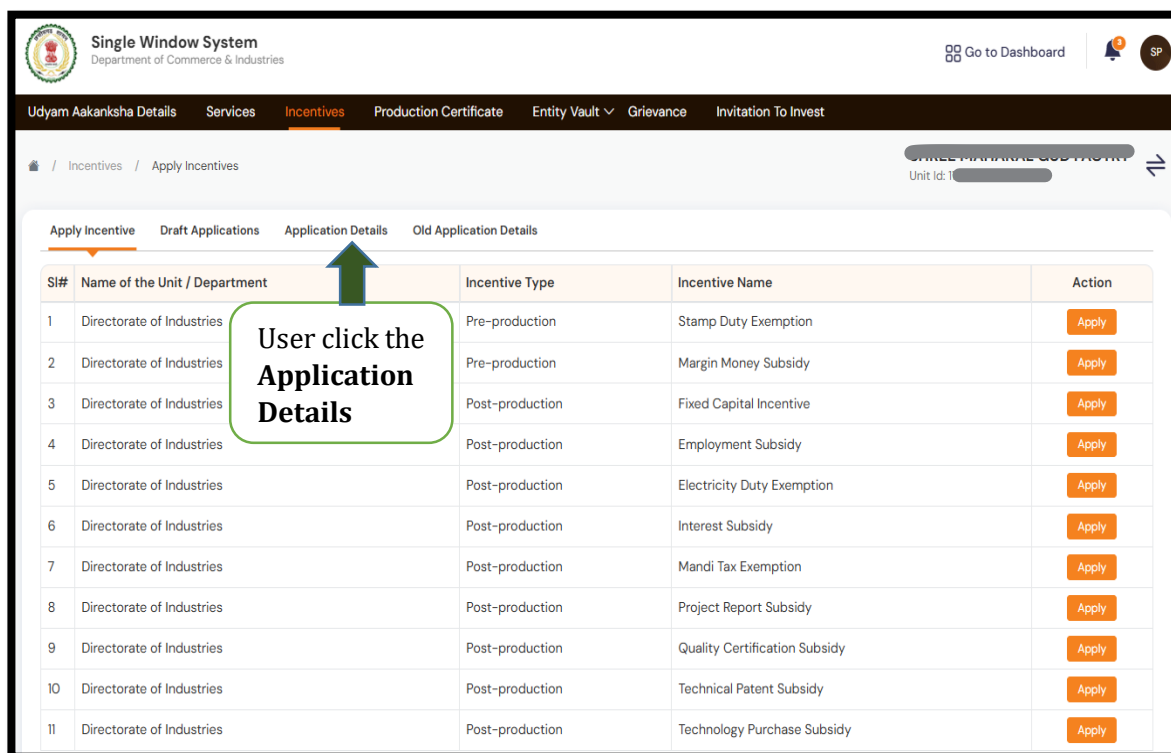 Single Window System
Department of Commerce & Industries
Go to Dashboard
3
SP
Udyam Aakanksha Details Services Incentives Production Certificate Entity Vault Grievance Invitation To Invest
/ Incentives / Apply Incentives
Unit Id: 1
Apply Incentive Draft Applications Application Details Old Application Details
Sl# Name of the Unit / Department Incentive Type Incentive Name Action
1 Directorate of Industries Pre-production Stamp Duty Exemption Apply
2 Directorate of Industries Pre-production Margin Money Subsidy Apply
3 Directorate of Industries Post-production Fixed Capital Incentive Apply
4 Directorate of Industries Post-production Employment Subsidy Apply
5 Directorate of Industries Post-production Electricity Duty Exemption Apply
6 Directorate of Industries Post-production Interest Subsidy Apply
7 Directorate of Industries Post-production Mandi Tax Exemption Apply
8 Directorate of Industries Post-production Project Report Subsidy Apply
9 Directorate of Industries Post-production Quality Certification Subsidy Apply
10 Directorate of Industries Post-production Technical Patent Subsidy Apply
11 Directorate of Industries Post-production Technology Purchase Subsidy Apply
User click the
Application
Details